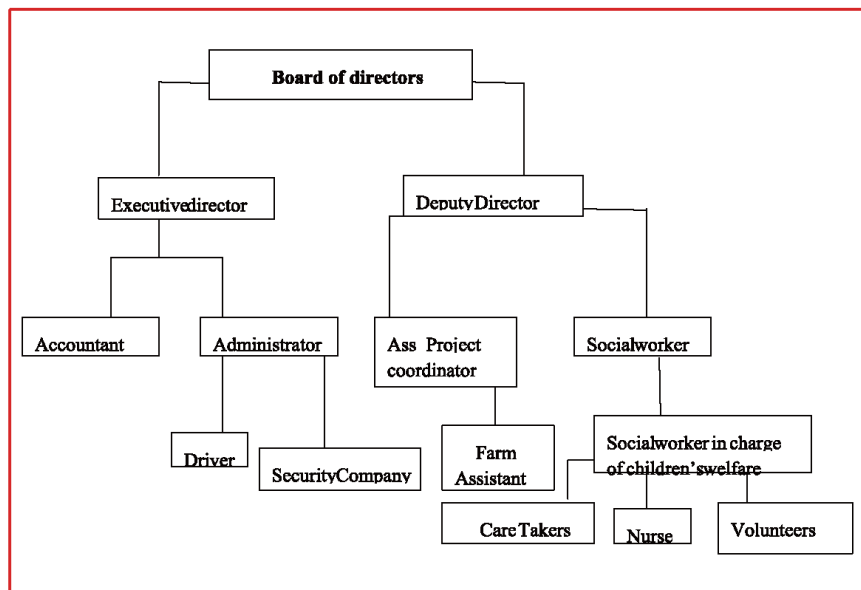 Board of directors
Executivedirector
DeputyDirector
Accountant
Administrator
Ass Project
coordinator
Socialworker
Driver
SecurityCompany
Farm
Assistant
Socialworker in charge
of children'swelfare
CareTakers
Nurse
Volunteers